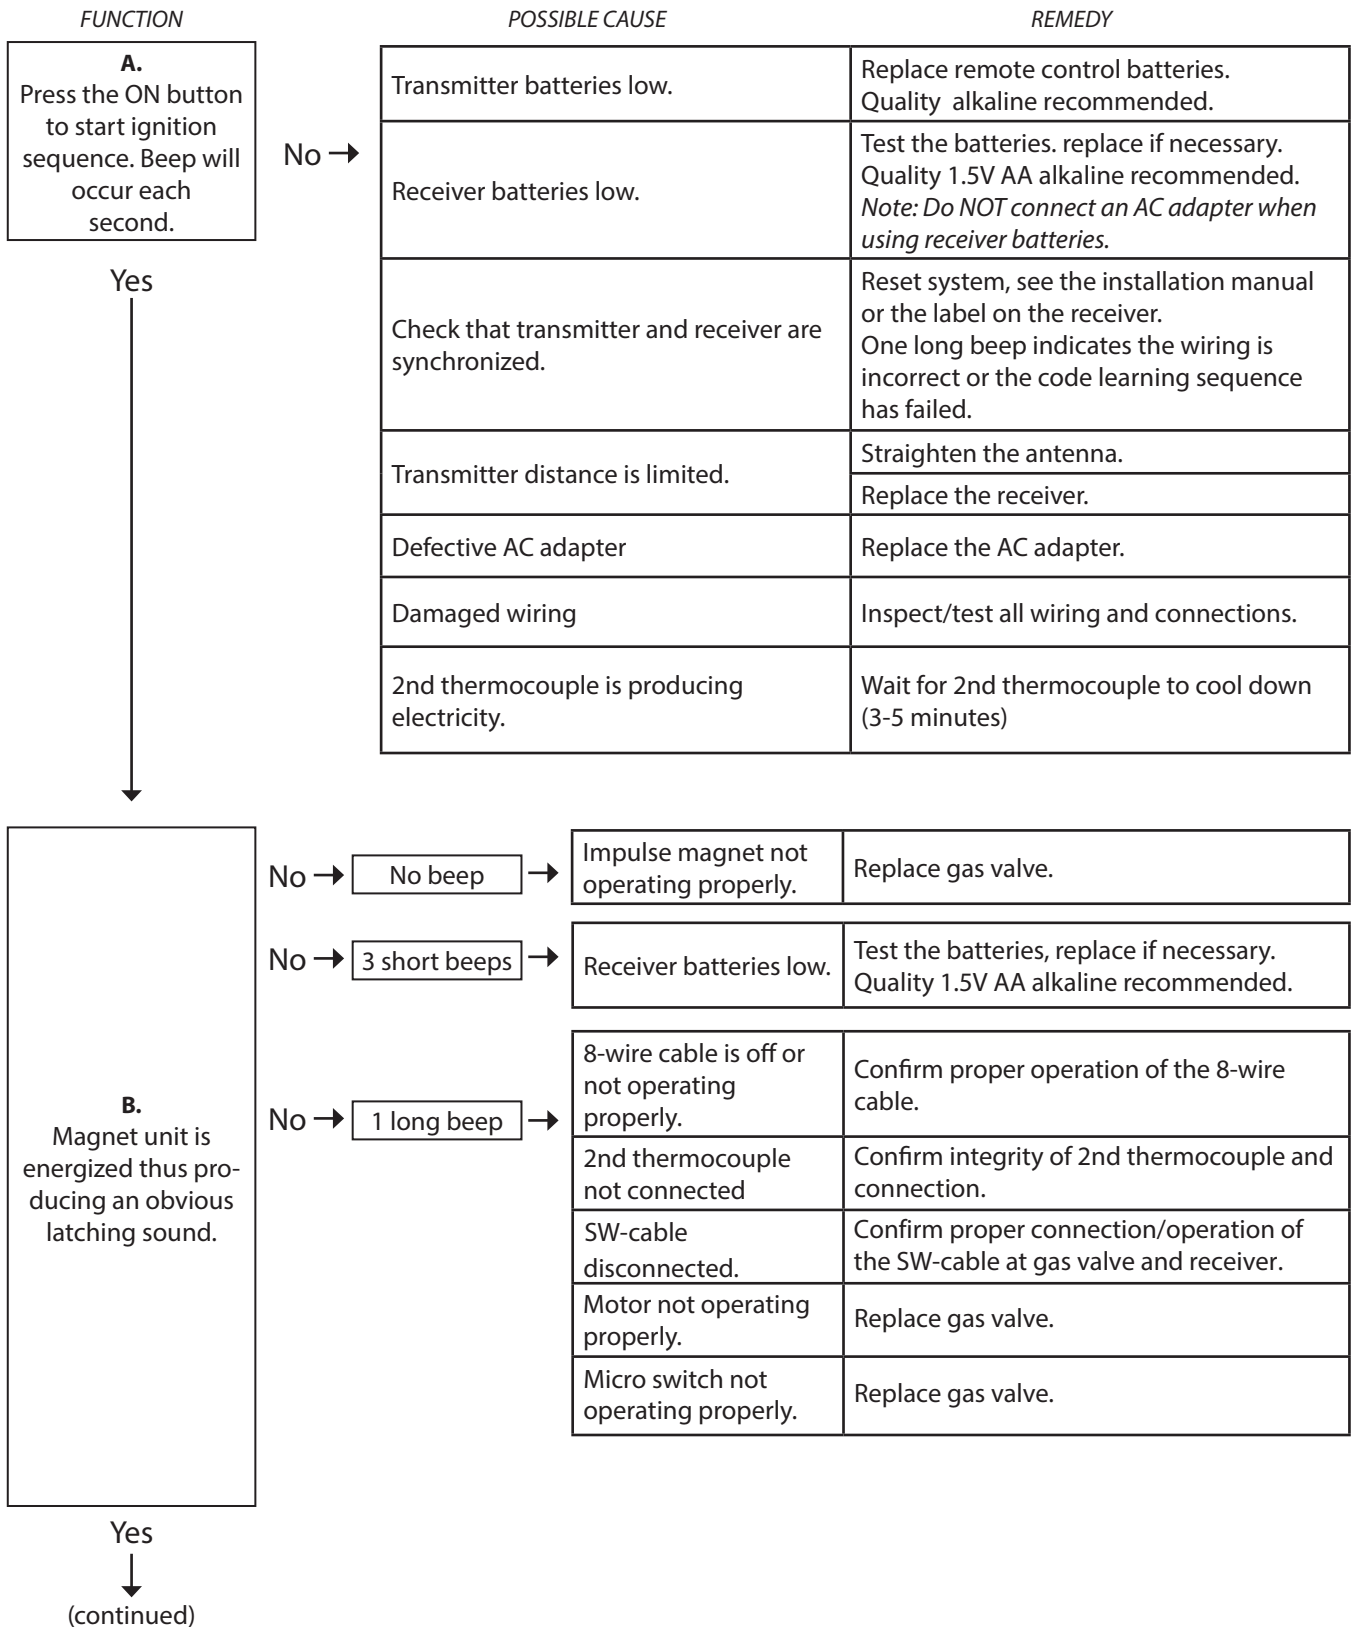 FUNCTION
POSSIBLE CAUSE
REMEDY
A.
Press the ON button
to start ignition
sequence. Beep will
occur each
second.
No
Transmitter batteries low.
Replace remote control batteries.
Quality alkaline recommended.
Receiver batteries low.
Test the batteries. replace if necessary.
Quality 1.5V AA alkaline recommended.
Note: Do NOT connect an AC adapter when
using receiver batteries.
Check that transmitter and receiver are
synchronized.
Reset system, see the installation manual
or the label on the receiver.
One long beep indicates the wiring is
incorrect or the code learning sequence
has failed.
Transmitter distance is limited.
Straighten the antenna.
Replace the receiver.
Defective AC adapter
Replace the AC adapter.
Damaged wiring
Inspect/test all wiring and connections.
2nd thermocouple is producing
electricity.
Wait for 2nd thermocouple to cool down
(3-5 minutes)
Yes
B.
Magnet unit is
energized thus pro-
ducing an obvious
latching sound.
No
No beep
Impulse magnet not
operating properly.
Replace gas valve.
No
3 short beeps
Receiver batteries low.
Test the batteries, replace if necessary.
Quality 1.5V AA alkaline recommended.
No
1 long beep
8-wire cable is off or
not operating
properly.
Confirm proper operation of the 8-wire
cable.
2nd thermocouple
not connected
Confirm integrity of 2nd thermocouple and
connection.
SW-cable
disconnected.
Confirm proper connection/operation of
the SW-cable at gas valve and receiver.
Motor not operating
properly.
Replace gas valve.
Micro switch not
operating properly.
Replace gas valve.
Yes
(continued)